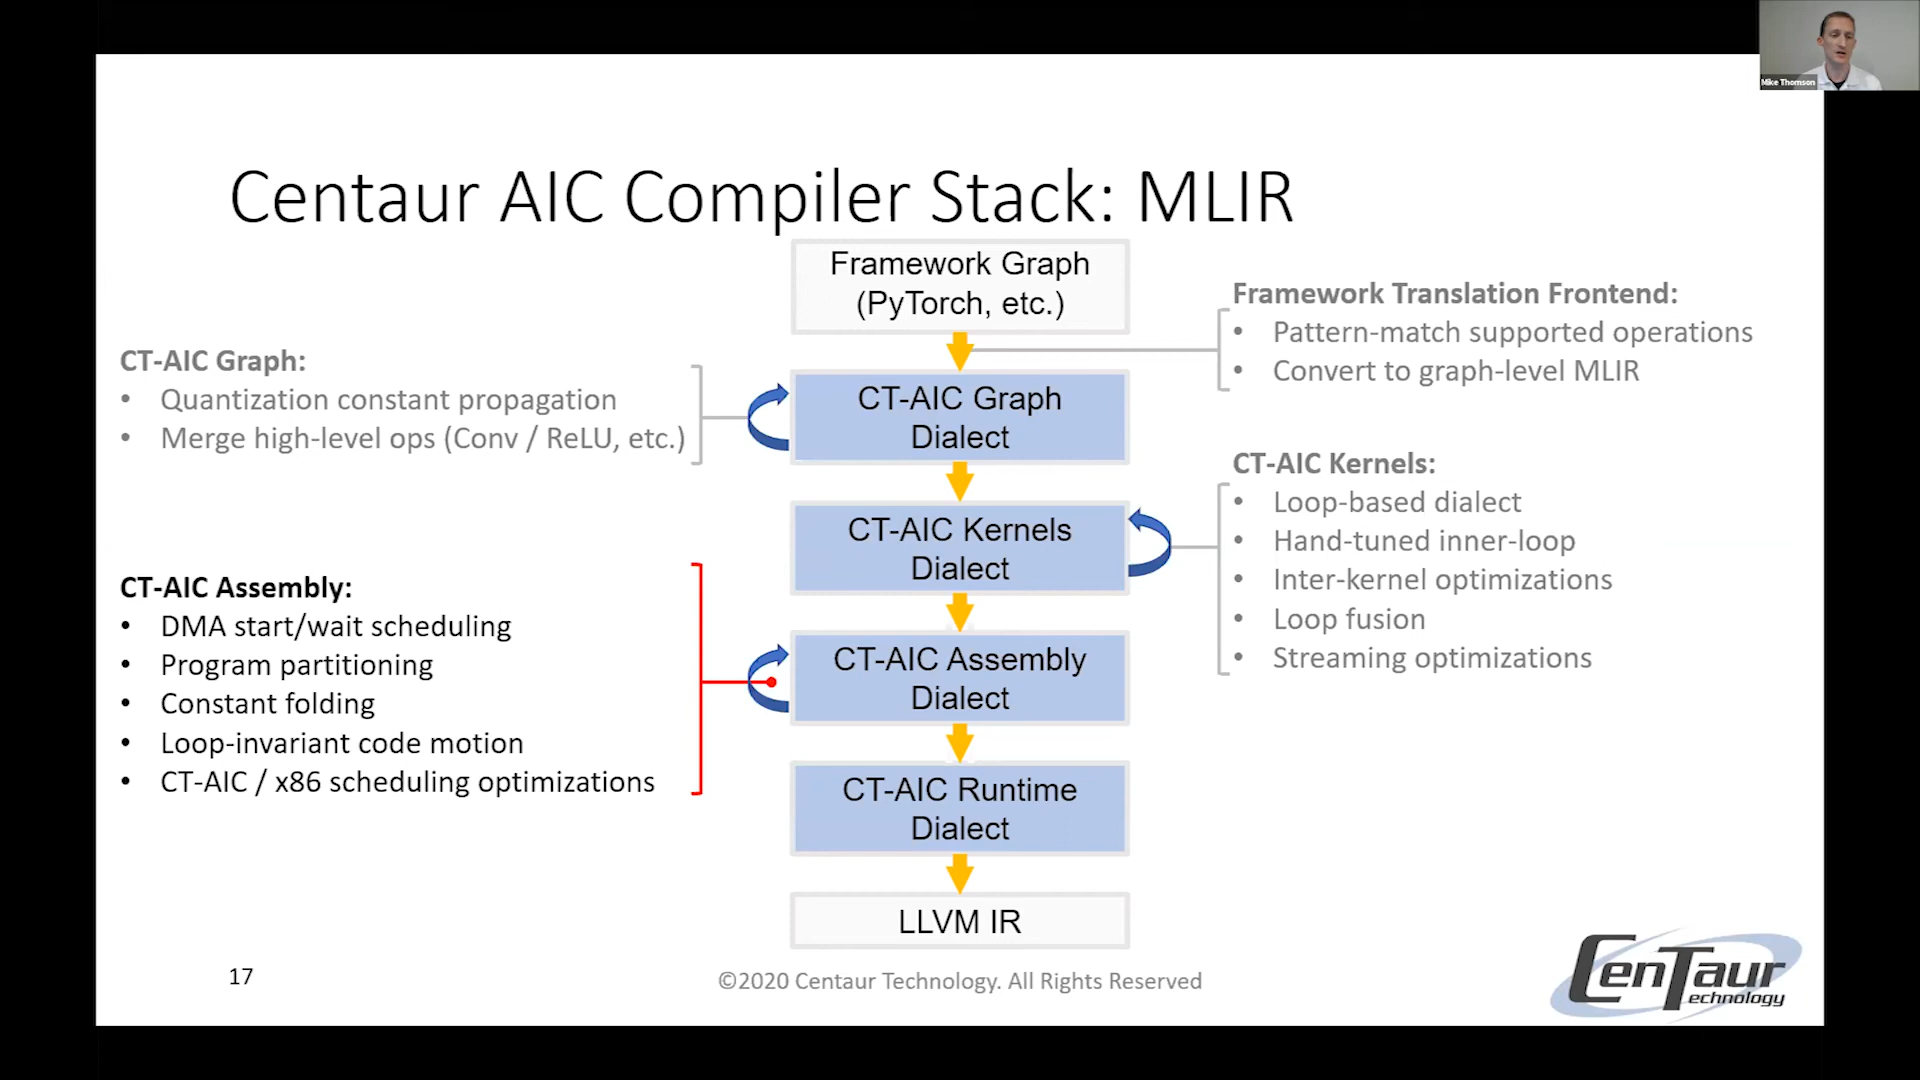 Mike Thomson
Centaur AIC Compiler Stack: MLIR
Framework Graph
(PyTorch, etc.)
Framework Translation Frontend:
• Pattern-match supported operations
• Convert to graph-level MLIR
CT-AIC Graph:
• Quantization constant propagation
• Merge high-level ops (Conv / ReLU, etc.)
CT-AIC Graph
Dialect
CT-AIC Kernels:
• Loop-based dialect
• Hand-tuned inner-loop
• Inter-kernel optimizations
• Loop fusion
• Streaming optimizations
CT-AIC Kernels
Dialect
CT-AIC Assembly:
• DMA start/wait scheduling
• Program partitioning
• Constant folding
• Loop-invariant code motion
• CT-AIC / x86 scheduling optimizations
CT-AIC Assembly
Dialect
CT-AIC Runtime
Dialect
LLVM IR
17
©2020 Centaur Technology. All Rights Reserved
CenTaur
Technology